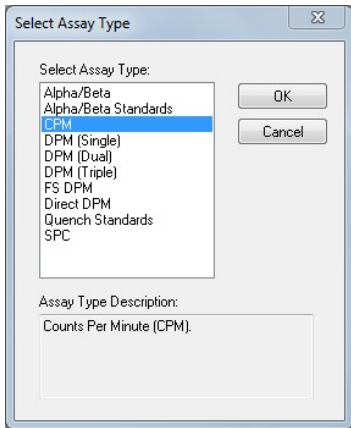 Select Assay Type
Select Assay Type:
Alpha/Beta
Alpha/Beta Standards
CPM
DPM (Single)
DPM (Dual)
DPM (Triple)
FS DPM
Direct DPM
Quench Standards
SPC
OK
Cancel
Assay Type Description:
Counts Per Minute (CPM).